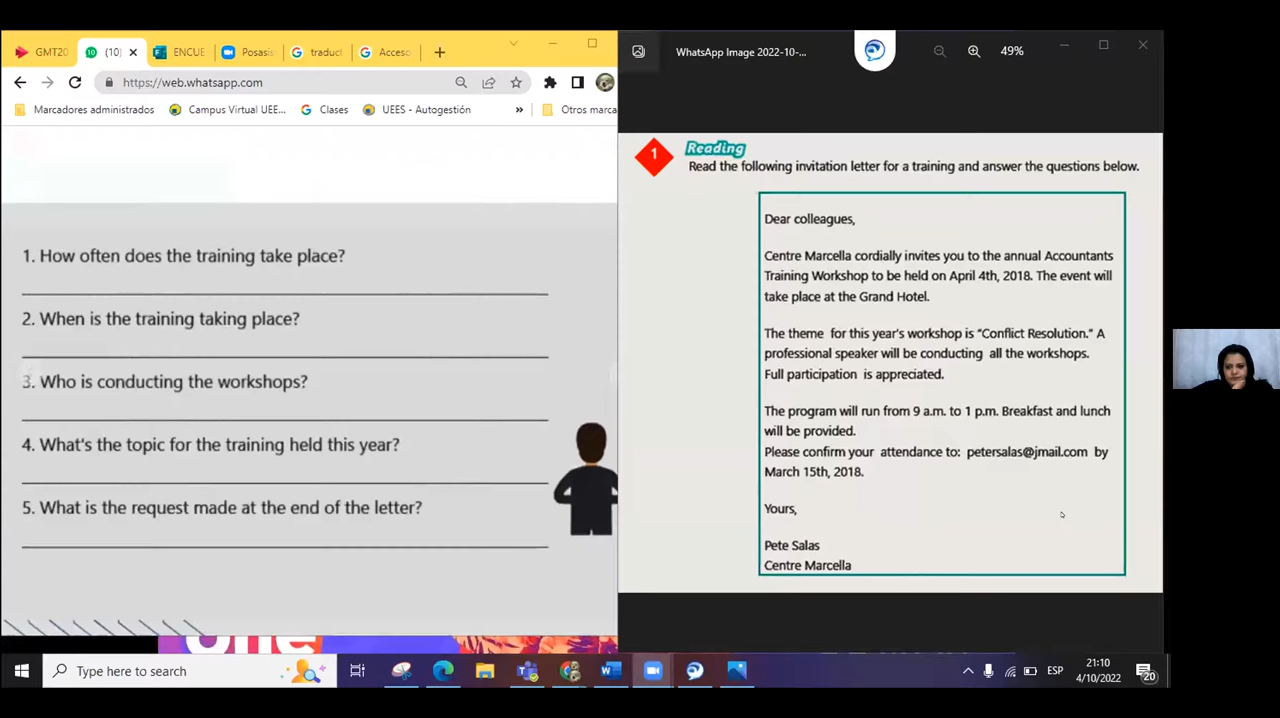 GMT20
(10)
ENCUE
Posasis
traduct
Acceso
WhatsApp Image 2022-10-...
49%
https://web.whatsapp.com
Marcadores administrados
Campus Virtual UEE...
Clases
UEES - Autogestión
»
Otros marca
1
Reading
Read the following invitation letter for a training and answer the questions below.
Dear colleagues,
Centre Marcella cordially invites you to the annual Accountants
Training Workshop to be held on April 4th, 2018. The event will
take place at the Grand Hotel.
The theme for this year's workshop is "Conflict Resolution." A
professional speaker will be conducting all the workshops.
Full participation is appreciated.
The program will run from 9 a.m. to 1 p.m. Breakfast and lunch
will be provided.
Please confirm your attendance to: petersalas@jmail.com by
March 15th, 2018.
Yours,
Pete Salas
Centre Marcella
1. How often does the training take place?
2. When is the training taking place?
3. Who is conducting the workshops?
4. What's the topic for the training held this year?
5. What is the request made at the end of the letter?
Type here to search
ESP
21:10
4/10/2022
20